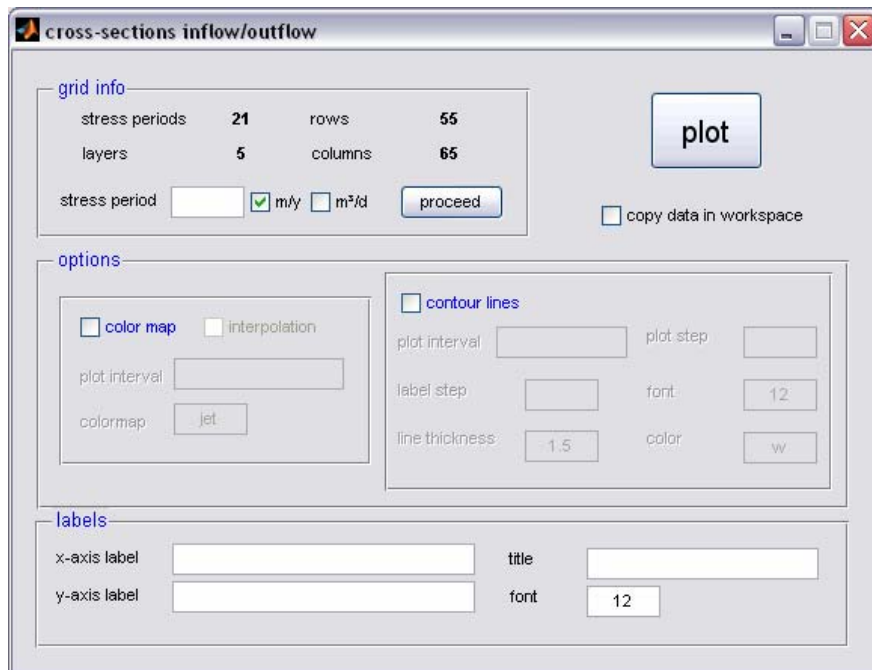 cross-sections inflow/outflow
grid info
stress periods 21 rows 55
layers 5 columns 65
stress period m/y m³/d proceed
plot
copy data in workspace
options
color map interpolation
plot interval
colormap jet
contour lines
plot interval plot step
label step font 12
line thickness 1.5 color w
labels
x-axis label title
y-axis label font 12